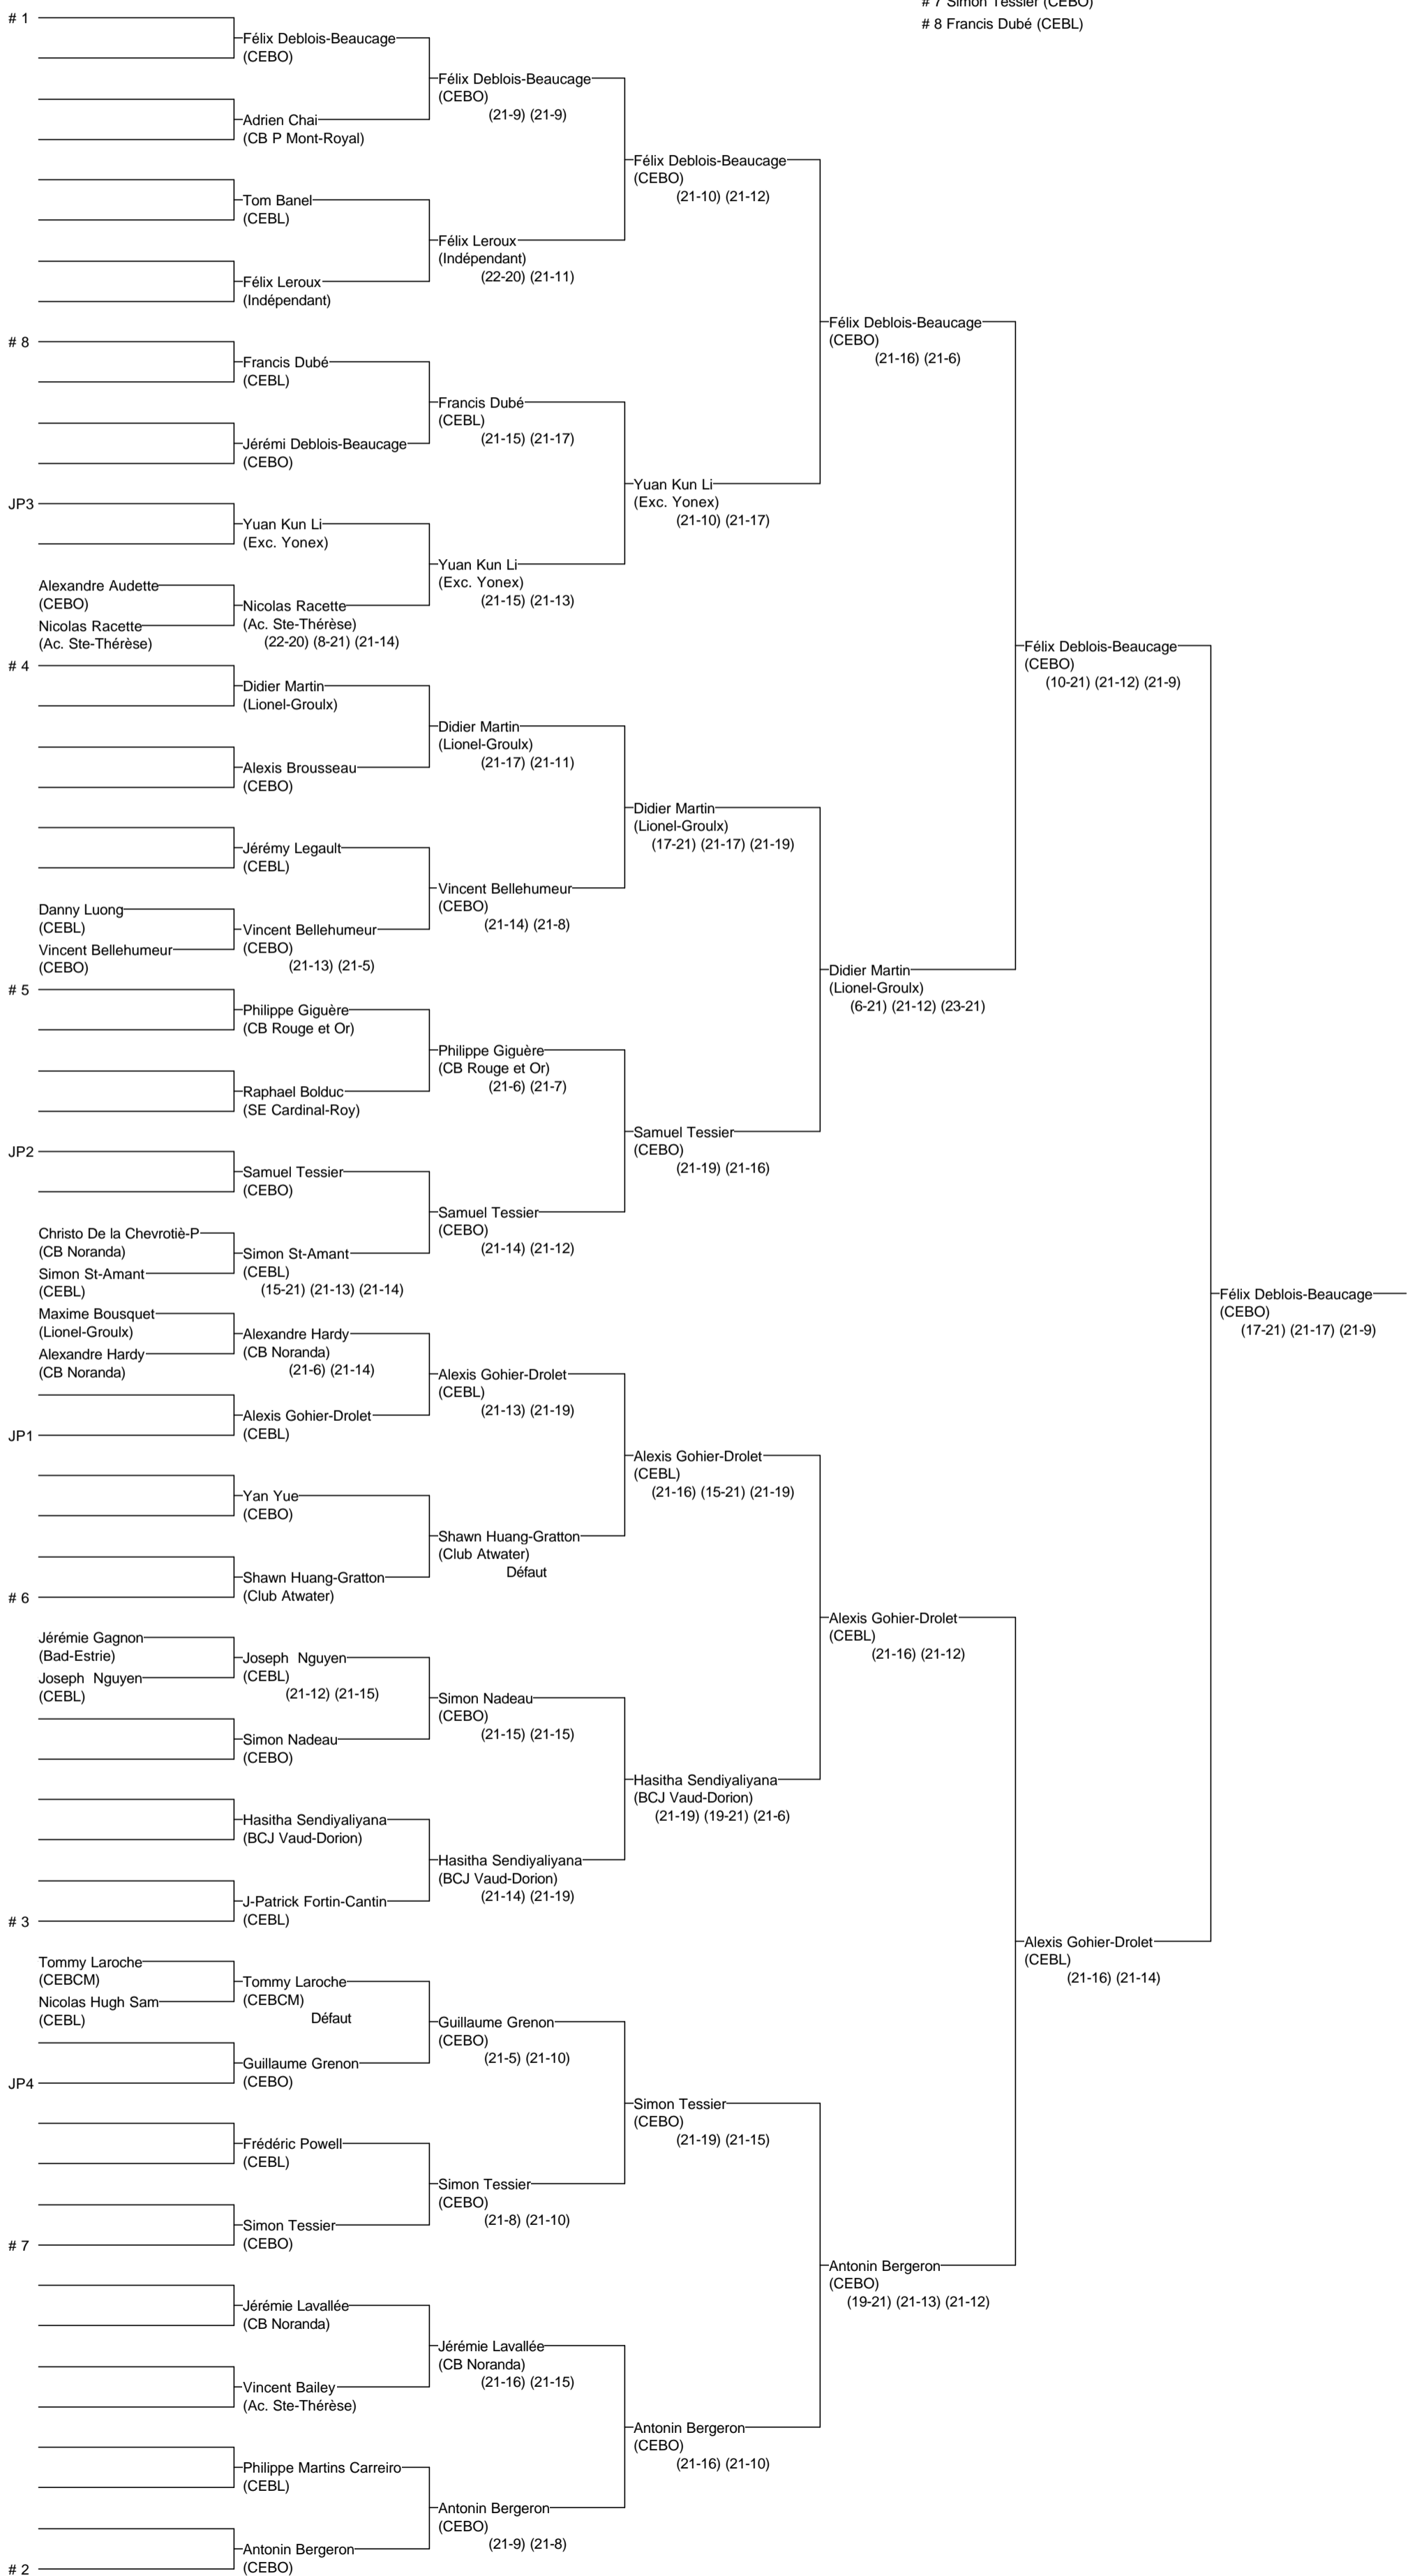 # 7 Simon Tessier (CEBO)
# 8 Francis Dubé (CEBL)
# 1
Félix Deblois-Beaucage
(CEBO)
Félix Deblois-Beaucage
(CEBO)
(21-9) (21-9)
Adrien Chai
(CB P Mont-Royal)
Félix Deblois-Beaucage
(CEBO)
(21-10) (21-12)
Tom Banel
(CEBL)
Félix Leroux
(Indépendant)
(22-20) (21-11)
Félix Leroux
(Indépendant)
Félix Deblois-Beaucage
(CEBO)
(21-16) (21-6)
# 8
Francis Dubé
(CEBL)
Francis Dubé
(CEBL)
(21-15) (21-17)
Jérémi Deblois-Beaucage
(CEBO)
Yuan Kun Li
(Exc. Yonex)
(21-10) (21-17)
JP3
Yuan Kun Li
(Exc. Yonex)
Yuan Kun Li
(Exc. Yonex)
(21-15) (21-13)
Alexandre Audette
(CEBO)
Nicolas Racette
(Ac. Ste-Thérèse)
Nicolas Racette
(Ac. Ste-Thérèse)
(22-20) (8-21) (21-14)
Félix Deblois-Beaucage
(CEBO)
(10-21) (21-12) (21-9)
# 4
Didier Martin
(Lionel-Groulx)
Didier Martin
(Lionel-Groulx)
(21-17) (21-11)
Alexis Brousseau
(CEBO)
Didier Martin
(Lionel-Groulx)
(17-21) (21-17) (21-19)
Jérémy Legault
(CEBL)
Vincent Bellehumeur
(CEBO)
(21-14) (21-8)
Danny Luong
(CEBL)
Vincent Bellehumeur
(CEBO)
Vincent Bellehumeur
(CEBO)
(21-13) (21-5)
Didier Martin
(Lionel-Groulx)
(6-21) (21-12) (23-21)
# 5
Philippe Giguère
(CB Rouge et Or)
Philippe Giguère
(CB Rouge et Or)
(21-6) (21-7)
Raphael Bolduc
(SE Cardinal-Roy)
Samuel Tessier
(CEBO)
(21-19) (21-16)
JP2
Samuel Tessier
(CEBO)
Samuel Tessier
(CEBO)
(21-14) (21-12)
Christo De la Chevrotiè-P
(CB Noranda)
Simon St-Amant
(CEBL)
Simon St-Amant
(CEBL)
(15-21) (21-13) (21-14)
Félix Deblois-Beaucage
(CEBO)
(17-21) (21-17) (21-9)
Maxime Bousquet
(Lionel-Groulx)
Alexandre Hardy
(CB Noranda)
Alexandre Hardy
(CB Noranda)
(21-6) (21-14)
Alexis Gohier-Drolet
(CEBL)
(21-13) (21-19)
Alexis Gohier-Drolet
(CEBL)
JP1
Alexis Gohier-Drolet
(CEBL)
(21-16) (15-21) (21-19)
Yan Yue
(CEBO)
Shawn Huang-Gratton
(Club Atwater)
Défaut
Shawn Huang-Gratton
(Club Atwater)
# 6
Alexis Gohier-Drolet
(CEBL)
(21-16) (21-12)
Jérémie Gagnon
(Bad-Estrie)
Joseph  Nguyen
(CEBL)
Joseph  Nguyen
(CEBL)
(21-12) (21-15)
Simon Nadeau
(CEBO)
(21-15) (21-15)
Simon Nadeau
(CEBO)
Hasitha Sendiyaliyana
(BCJ Vaud-Dorion)
(21-19) (19-21) (21-6)
Hasitha Sendiyaliyana
(BCJ Vaud-Dorion)
Hasitha Sendiyaliyana
(BCJ Vaud-Dorion)
(21-14) (21-19)
J-Patrick Fortin-Cantin
(CEBL)
# 3
Alexis Gohier-Drolet
(CEBL)
(21-16) (21-14)
Tommy Laroche
(CEBCM)
Nicolas Hugh Sam
(CEBL)
Tommy Laroche
(CEBCM)
Défaut
Guillaume Grenon
(CEBO)
(21-5) (21-10)
Guillaume Grenon
(CEBO)
JP4
Simon Tessier
(CEBO)
(21-19) (21-15)
Frédéric Powell
(CEBL)
Simon Tessier
(CEBO)
(21-8) (21-10)
Simon Tessier
(CEBO)
# 7
Antonin Bergeron
(CEBO)
(19-21) (21-13) (21-12)
Jérémie Lavallée
(CB Noranda)
Jérémie Lavallée
(CB Noranda)
(21-16) (21-15)
Vincent Bailey
(Ac. Ste-Thérèse)
Antonin Bergeron
(CEBO)
(21-16) (21-10)
Philippe Martins Carreiro
(CEBL)
Antonin Bergeron
(CEBO)
(21-9) (21-8)
Antonin Bergeron
(CEBO)
# 2